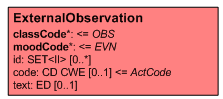 ExternalObservation
classCode*: <= OBS
moodCode*: <= EVN
id: SET<II> [0..*]
code: CD CWE [0..1] <= ActCode
text: ED [0..1]